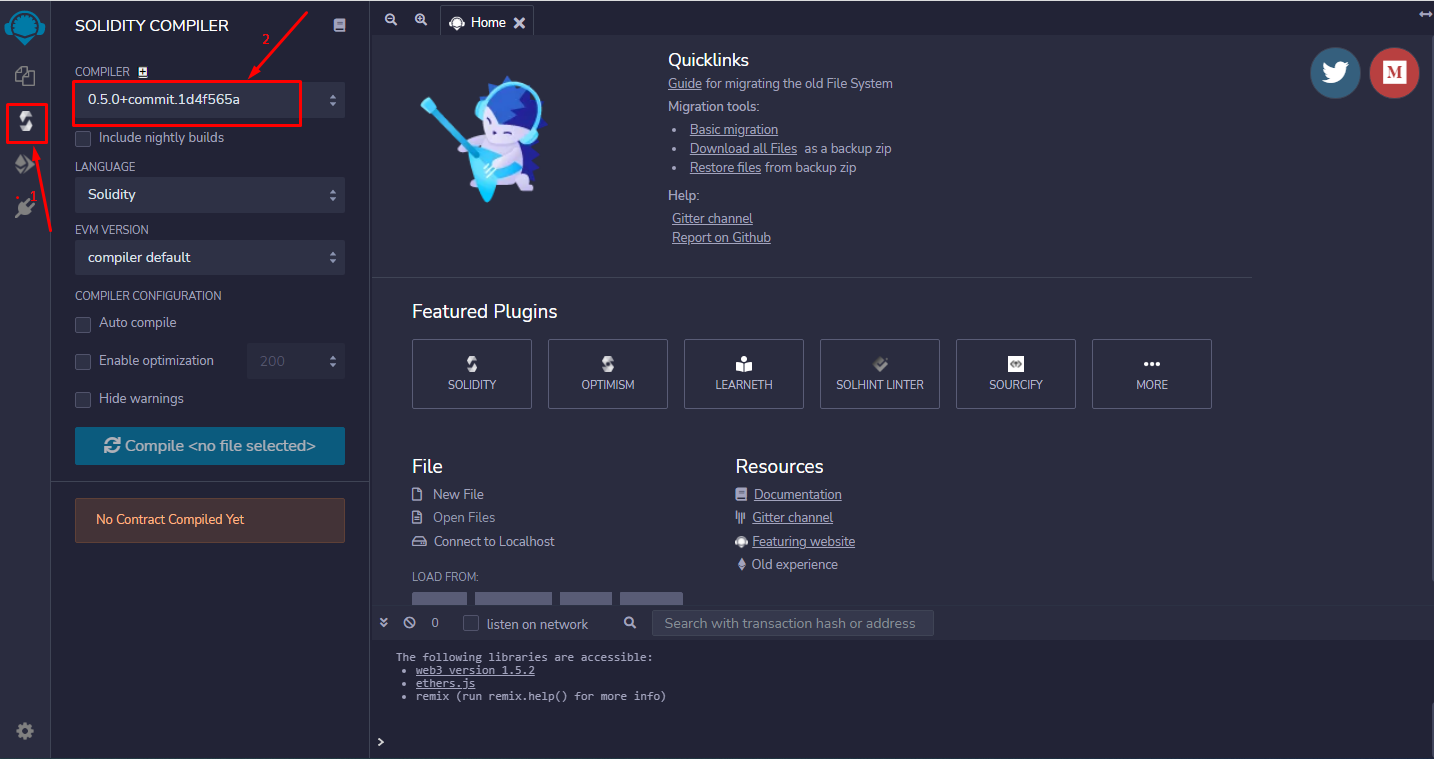 SOLIDITY COMPILER
2
COMPILER
0.5.0+commit.1d4f565a
Include nightly builds
LANGUAGE
Solidity
1
EVM VERSION
compiler default
COMPILER CONFIGURATION
Auto compile
Enable optimization
200
Hide warnings
Compile <no file selected>
No Contract Compiled Yet
Home
Quicklinks
Guide for migrating the old File System
Migration tools:
Basic migration
Download all Files as a backup zip
Restore files from backup zip
Help:
Gitter channel
Report on Github
M
Featured Plugins
SOLIDITY
OPTIMISM
LEARNETH
SOLHINT LINTER
SOURCIFY
MORE
File
New File
Open Files
Connect to Localhost
LOAD FROM:
Resources
Documentation
Gitter channel
Featuring website
Old experience
0
listen on network
Search with transaction hash or address
The following libraries are accessible:
web3 version 1.5.2
ethers.js
remix (run remix.help() for more info)
>